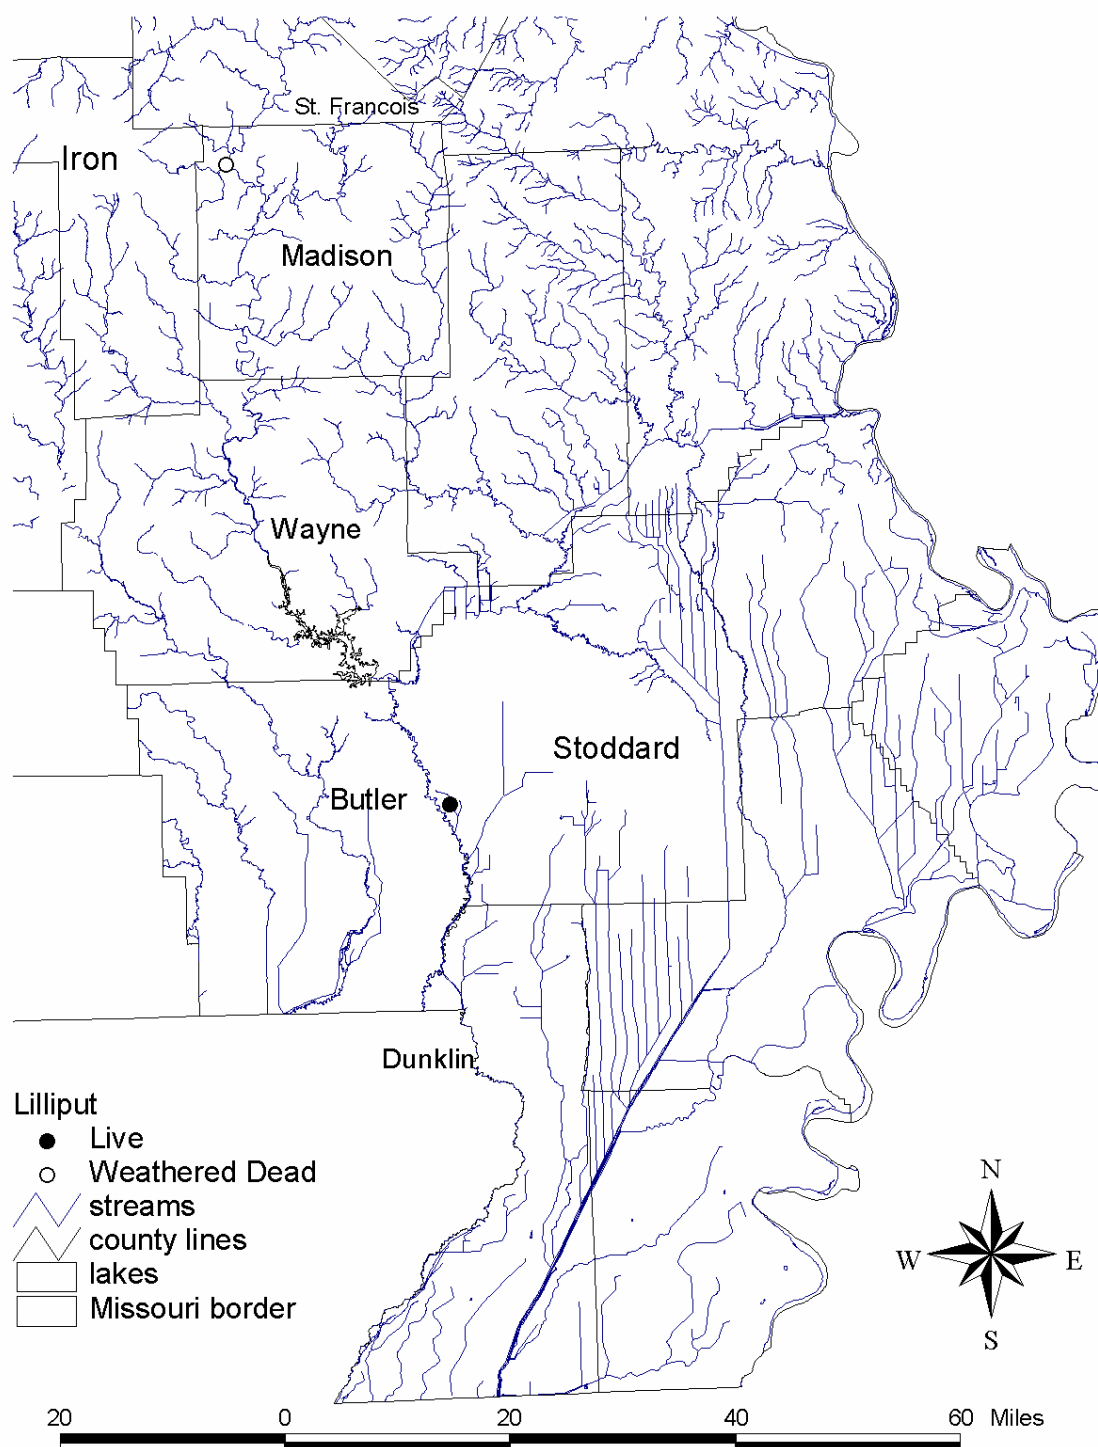 St. Francois
Iron
Madison
Wayne
Stoddard
Butler
Dunklin
Lilliput
Live
Weathered Dead
streams
county lines
lakes
Missouri border
N
W E
S
20 0 20 40 60 Miles